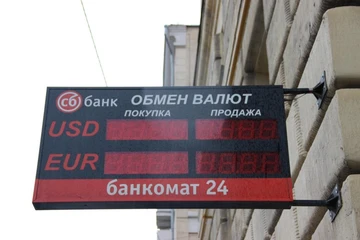 сб банк ОБМЕН ВАЛЮТ
ПОКУПКА ПРОДАЖА
USD
EUR
банкомат 24